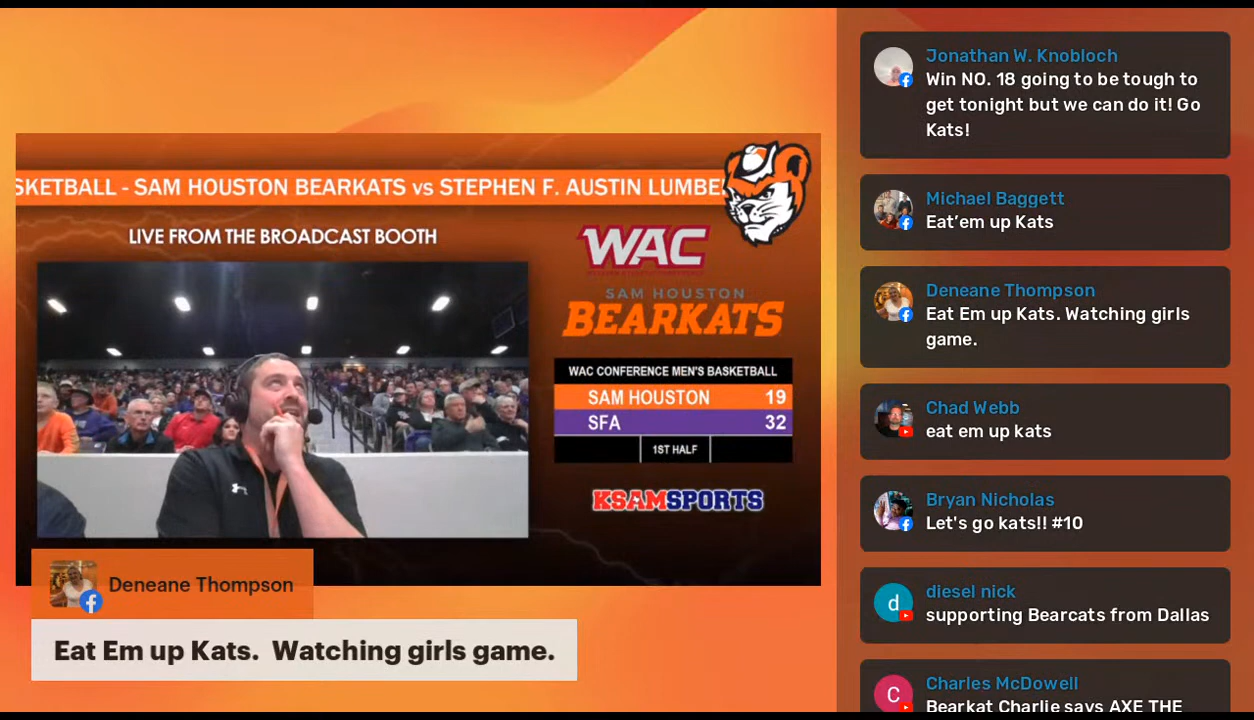 SKETBALL - SAM HOUSTON BEARKATS vs STEPHEN F. AUSTIN LUMBE
LIVE FROM THE BROADCAST BOOTH
WAC
SAM HOUSTON
BEARKATS
WAC CONFERENCE MEN'S BASKETBALL
SAM HOUSTON 19
SFA 32
1ST HALF
KSAMSPORTS
Deneane Thompson
Eat Em up Kats. Watching girls game.
Jonathan W. Knobloch
Win NO. 18 going to be tough to
get tonight but we can do it! Go
Kats!
Michael Baggett
Eat’em up Kats
Deneane Thompson
Eat Em up Kats. Watching girls
game.
Chad Webb
eat em up kats
Bryan Nicholas
Let's go kats!! #10
d
diesel nick
supporting Bearcats from Dallas
C
Charles McDowell
Bearkat Charlie says AXE THE